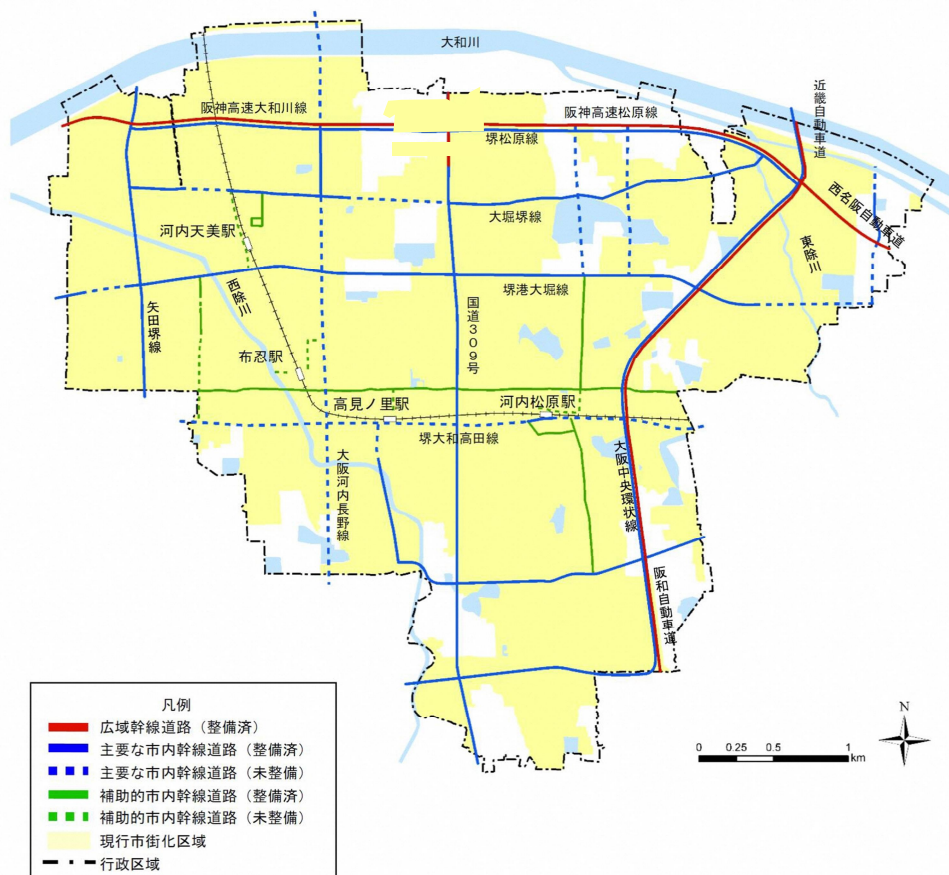 大和川
近畿自動車道
阪神高速大和川線
阪神高速松原線
堺松原線
西名阪自動車道
大堀堺線
河内天美駅
東除川
西除川
堺港大堀線
矢田堺線
国道309号
布忍駅
高見ノ里駅
河内松原駅
堺大和高田線
大阪河内長野線
大阪中央環状線
阪和自動車道
凡例
広域幹線道路（整備済）
主要な市内幹線道路（整備済）
主要な市内幹線道路（未整備）
補助的市内幹線道路（整備済）
補助的市内幹線道路（未整備）
現行市街化区域
行政区域
N
0 0.25 0.5 1
km